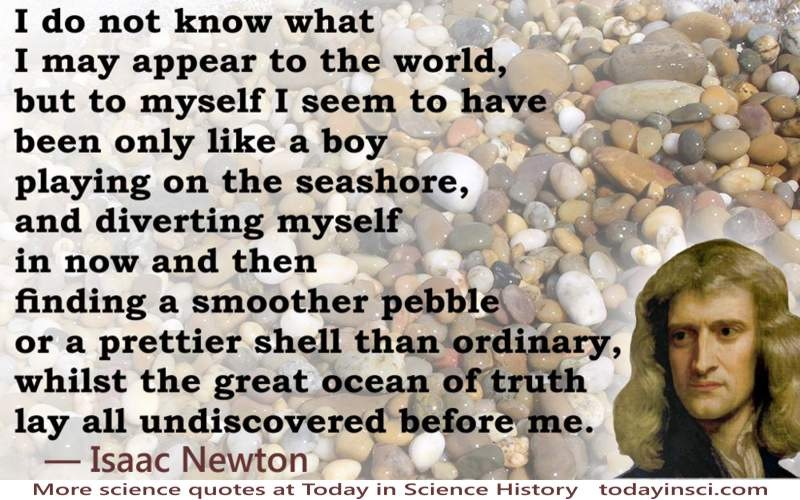 I do not know what
I may appear to the world,
but to myself I seem to have
been only like a boy
playing on the seashore,
and diverting myself
in now and then
finding a smoother pebble
or a prettier shell than ordinary,
whilst the great ocean of truth
lay all undiscovered before me.
— Isaac Newton
More science quotes at Today in Science History todayinsci.com